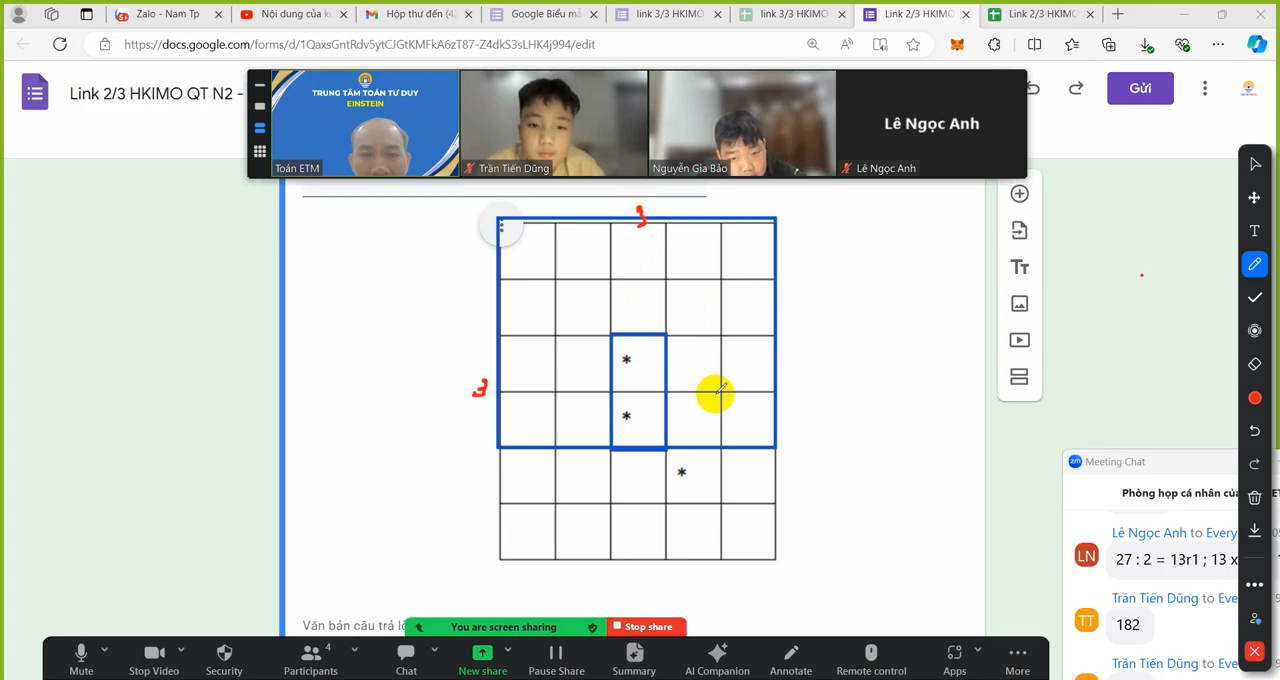 Zalo - Nam Tp
Nội dung của k
Hộp thư đến (4
Google Biểu m
link 3/3 HKIMO
link 3/3 HKIMO
Link 2/3 HKIMO
Link 2/3 HKIMO
https://docs.google.com/forms/d/1QaxsGntRdv5ytCJGtKMFkA6zT87-Z4dkS3sLHK4j994/edit
Link 2/3 HKIMO QT N2 -
Gửi
TRUNG TÂM TOÁN TƯ DUY
EINSTEIN
Toán ETM
Trần Tiến Dũng
Nguyễn Gia Bảo
Lê Ngọc Anh
Lê Ngọc Anh
3
3
*
*
*
Văn bản câu trả l
You are screen sharing
Stop share
Meeting Chat
Phòng họp cá nhân của
Lê Ngọc Anh to Every
LN
27 : 2 = 13r1 ; 13 x
Trần Tiến Dũng to Eve
TT
182
Trần Tiến Dũng to Eve
Mute
Stop Video
Security
4
Participants
Chat
New share
Pause Share
Summary
AI Companion
Annotate
Remote control
Apps
More